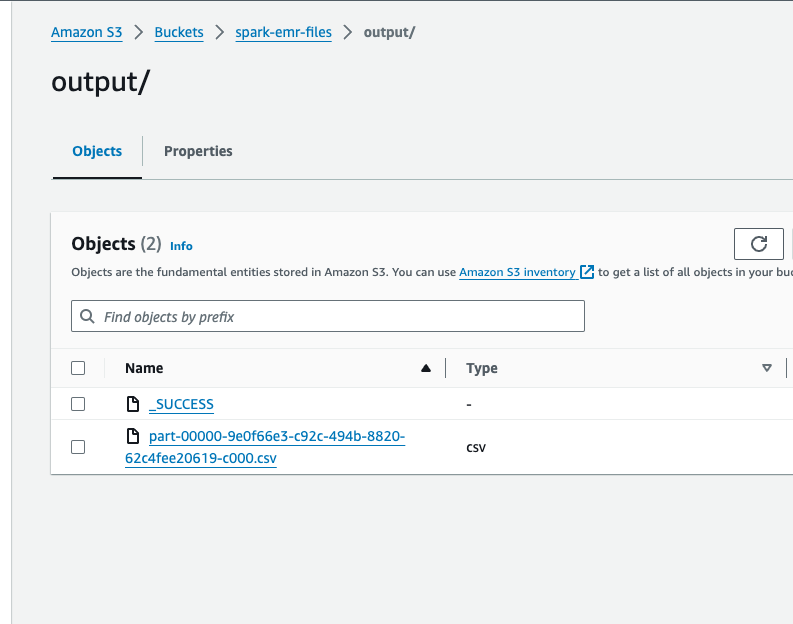 Amazon S3 > Buckets > spark-emr-files > output/
output/
Objects Properties
Objects (2) Info
Objects are the fundamental entities stored in Amazon S3. You can use Amazon S3 inventory to get a list of all objects in your
Find objects by prefix
Name Type
_SUCCESS -
part-00000-9e0f66e3-c92c-494b-8820-
62c4fee20619-c000.csv csv